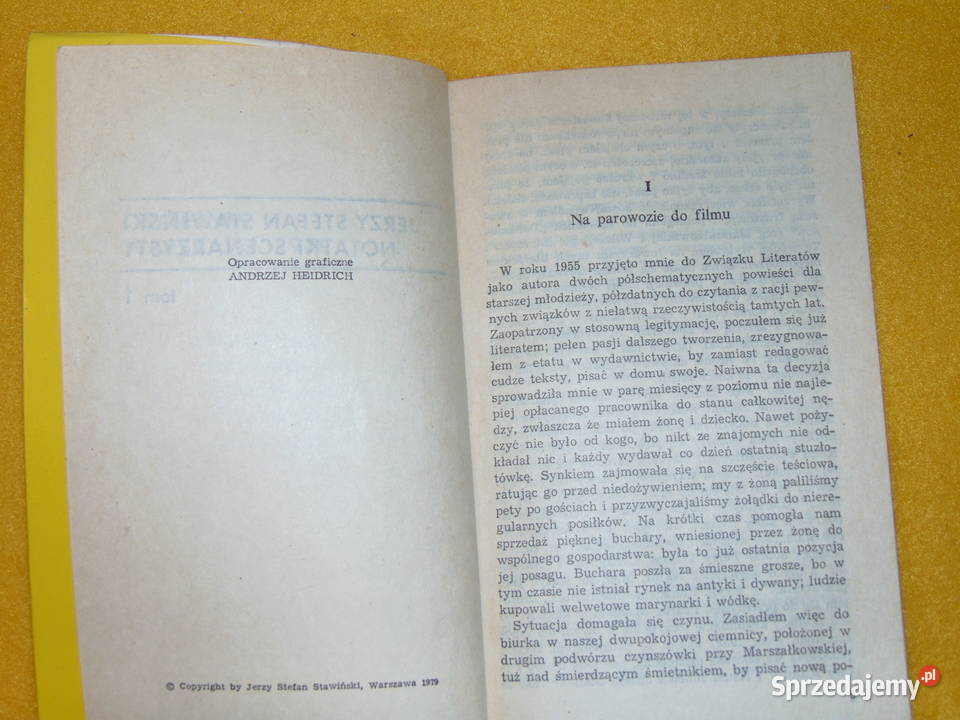 JERZY STEFAN STAWIŃSKI
NOTATKI SCENARZYSTY
tom 1
Opracowanie graficzne
ANDRZEJ HEIDRICH
© Copyright by Jerzy Stefan Stawiński, Warszawa 1979
I
Na parowozie do filmu
W roku 1955 przyjęto mnie do Związku Literatów
jako autora dwóch półschematycznych powieści dla
starszej młodzieży, półzdatnych do czytania z racji pew-
nych związków z niełatwą rzeczywistością tamtych lat.
Zaopatrzony w stosowną legitymację, poczułem się już
literatem; pełen pasji dalszego tworzenia, zrezygnowa-
łem z etatu w wydawnictwie, by zamiast redagować
cudze teksty, pisać w domu swoje. Naiwna ta decyzja
sprowadziła mnie w parę miesięcy z poziomu nie najle-
piej opłacanego pracownika do stanu całkowitej nę-
dzy, zwłaszcza że miałem żonę i dziecko. Nawet poży-
czyć nie było od kogo, bo nikt ze znajomych nie od-
kładał nic i każdy wydawał co dzień ostatnią stuzło-
tówkę. Synkiem zajmowała się na szczęście teściowa,
ratując go przed niedożywieniem; my z żoną paliliśmy
pety po gościach i przyzwyczajaliśmy żołądki do niere-
gularnych posiłków. Na krótki czas pomogła nam
sprzedaż pięknej buchary, wniesionej przez żonę do
wspólnego gospodarstwa: była to już ostatnia pozycja
jej posagu. Buchara poszła za śmieszne grosze, bo w
tym czasie nie istniał rynek na antyki i dywany; ludzie
kupowali welwetowe marynarki i wódkę.
Sytuacja domagała się czynu. Zasiadłem więc do
biurka w naszej dwupokojowej ciemnicy, położonej w
drugim podwórzu czynszówki przy Marszałkowskiej,
tuż nad śmierdzącym śmietnikiem, by pisać nową po-
Sprzedajemy.pl